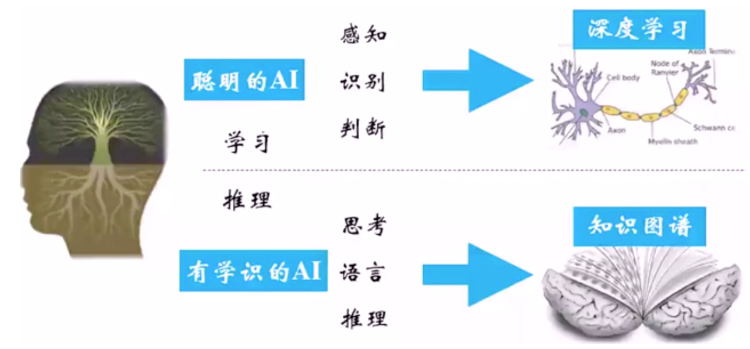 感知
聪明的AI
识别
学习
判断
深度学习
Cell body
Node of
Ranvier
Axon
Myelin sheath
Schwann
推理
思考
有学识的AI
语言
推理
知识图谱